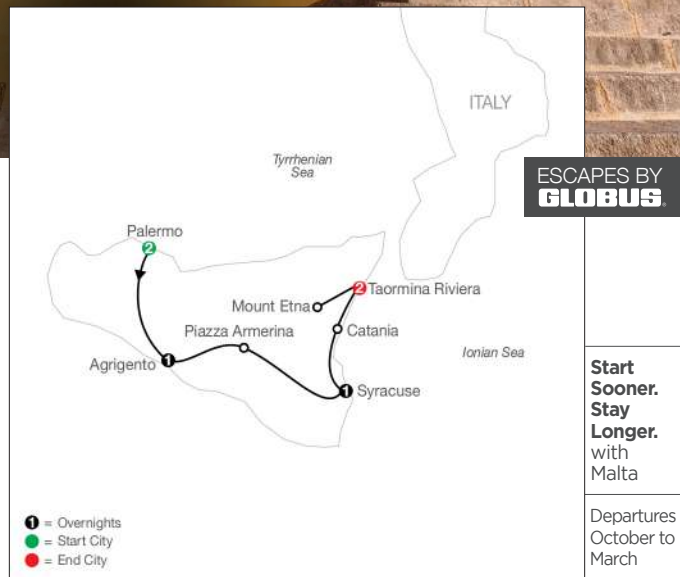 ITALY
Tyrrhenian
Sea
ESCAPES BY
GLOBUS®
Palermo
2
2 Taormina Riviera
Mount Etna
Piazza Armerina
Catania
Ionian Sea
Agrigento 1
1 Syracuse
Start
Sooner.
Stay
Longer.
with
Malta
1 = Overnights
= Start City
= End City
Departures
October to
March